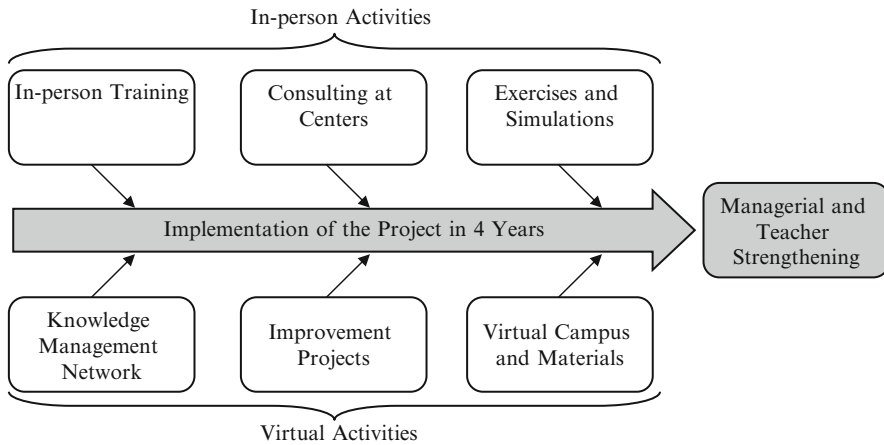 In-person Activities
In-person Training
Consulting at
Centers
Exercises and
Simulations
Implementation of the Project in 4 Years
Managerial and
Teacher
Strengthening
Knowledge
Management
Network
Improvement
Projects
Virtual Campus
and Materials
Virtual Activities